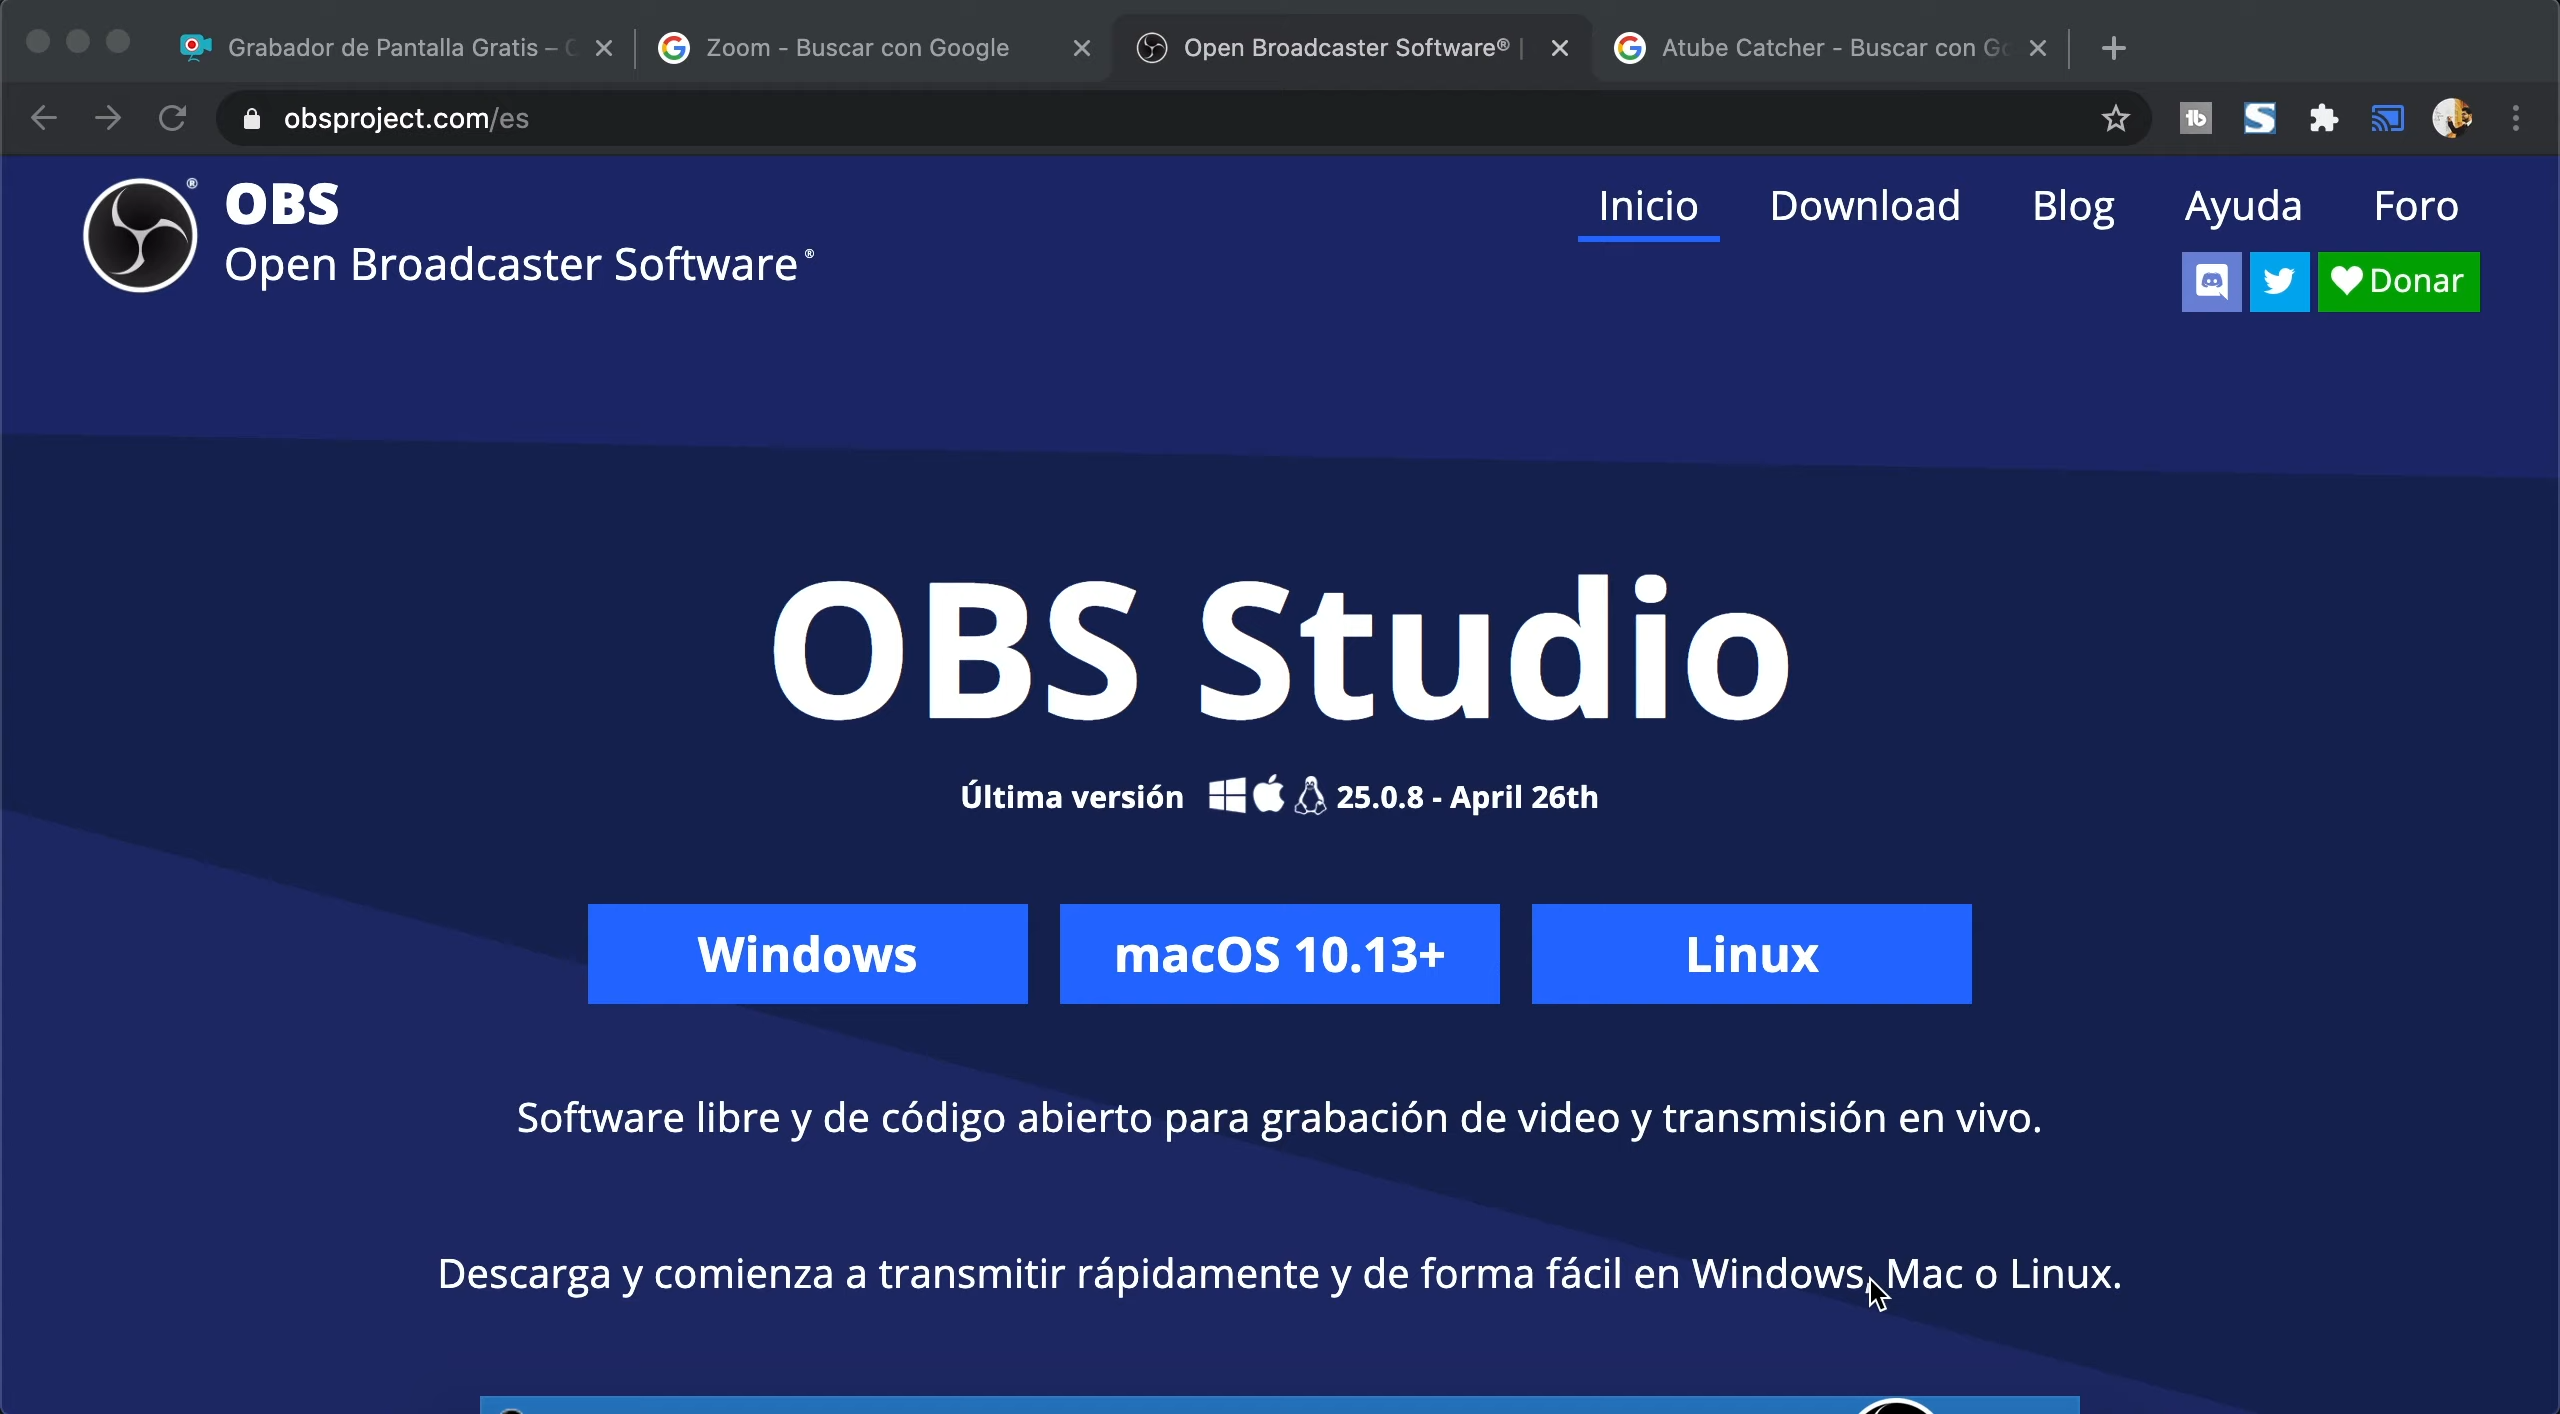 Grabador de Pantalla Gratis –
Zoom - Buscar con Google
Open Broadcaster Software® |
Atube Catcher - Buscar con Go
obsproject.com/es
OBS
Open Broadcaster Software®
Inicio
Download
Blog
Ayuda
Foro
Donar
OBS Studio
Última versión 25.0.8 - April 26th
Windows
macOS 10.13+
Linux
Software libre y de código abierto para grabación de video y transmisión en vivo.
Descarga y comienza a transmitir rápidamente y de forma fácil en Windows, Mac o Linux.